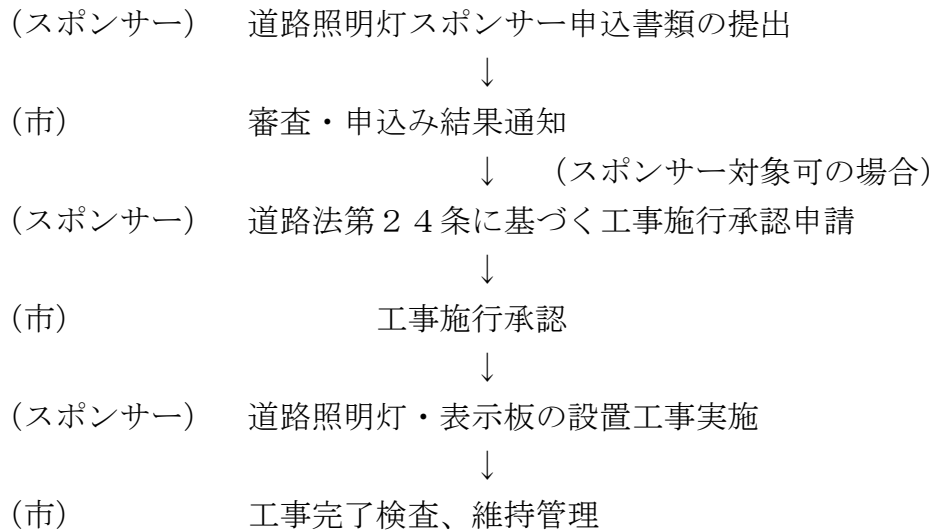 （スポンサー）　道路照明灯スポンサー申込書類の提出
↓
（市）　審査・申込み結果通知
↓　（スポンサー対象可の場合）
（スポンサー）　道路法第２４条に基づく工事施行承認申請
↓
（市）　工事施行承認
↓
（スポンサー）　道路照明灯・表示板の設置工事実施
↓
（市）　工事完了検査、維持管理